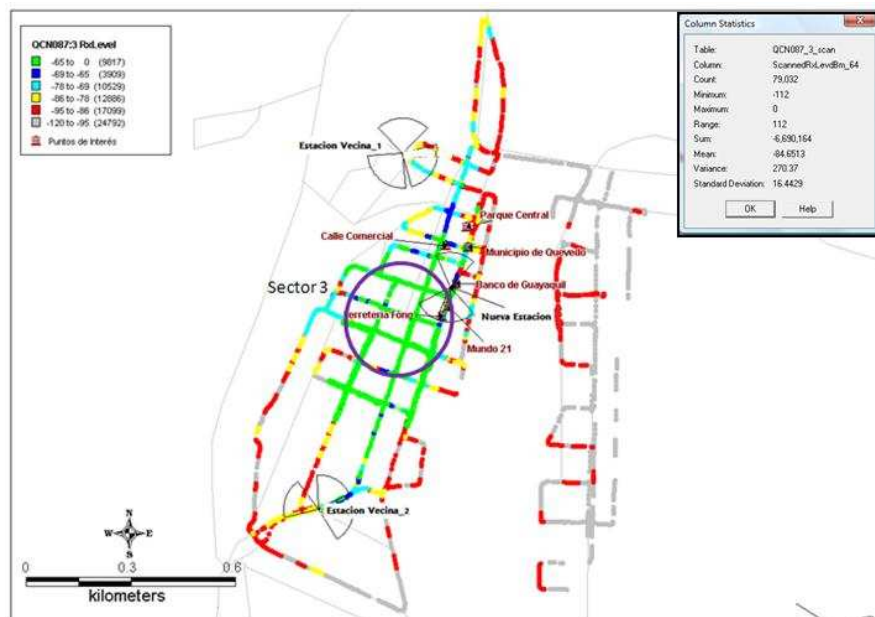 QCN087:3 RxLevel
-65 to 0 (9817)
-69 to -65 (3909)
-78 to -69 (10529)
-86 to -78 (12886)
-95 to -86 (17099)
-120 to -95 (24792)
Puntos de Interés
Column Statistics
Table: QCN087_3_scan
Column: ScannedRxLevdBm_64
Count: 79,032
Minimum: -112
Maximum: 0
Range: 112
Sum: -6,690,164
Mean: -84.6513
Variance: 270.37
Standard Deviation: 16.4429
OK Help
Estacion Vecina_1
Parque Central
Calle Comercial
Municipio de Quevedo
Sector 3
Banco de Guayaquil
erreteria Fong
Nueva Estacion
Mundo 21
Estacion Vecina_2
N
W E
S
0 0.3 0.6
kilometers